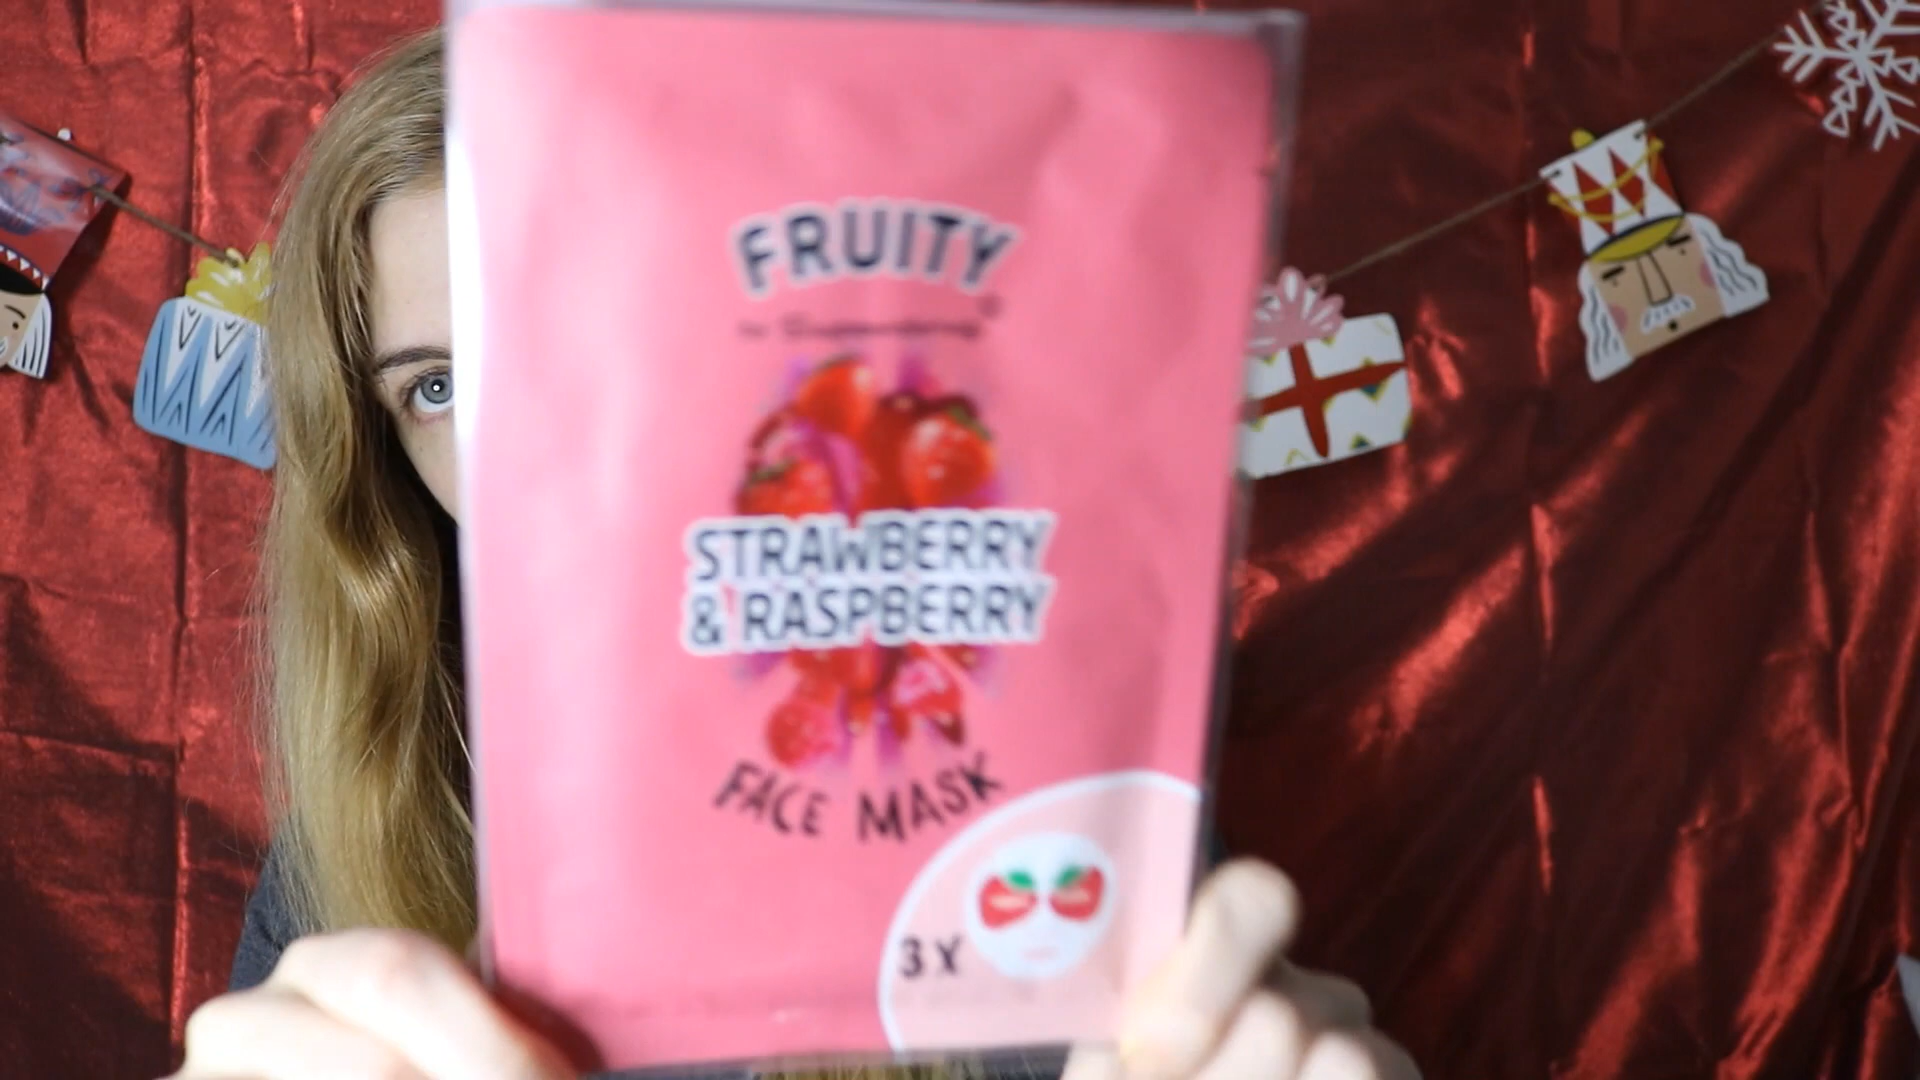 FRUITY
STRAWBERRY
& RASPBERRY
FACE MASK
3 X